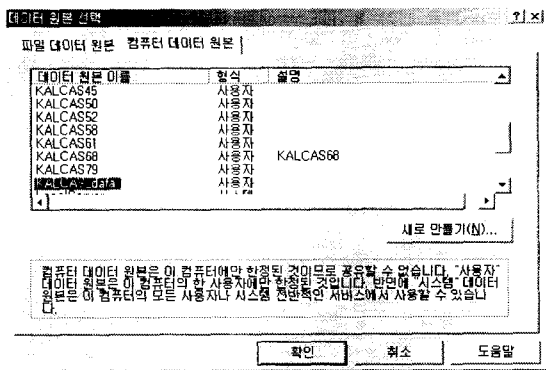 데이터 원본 선택
파일 데이터 원본 컴퓨터 데이터 원본
데이터 원본 이름 형식 설명
KALCAS45 사용자
KALCAS50 사용자
KALCAS52 사용자
KALCAS58 사용자
KALCAS61 사용자
KALCAS68 사용자 KALCAS68
KALCAS79 사용자
사용자
새로 만들기(N)...
컴퓨터 데이터 원본은 이 컴퓨터에만 한정된 것이므로 공유할 수 없습니다. "사용자"
데이터 원본은 이 컴퓨터의 한 사용자에만 한정된 것입니다. 반면에 "시스템" 데이터
원본은 이 컴퓨터의 모든 사용자나 시스템 전반적인 서비스에서 사용할 수 있습니
다.
확인 취소 도움말